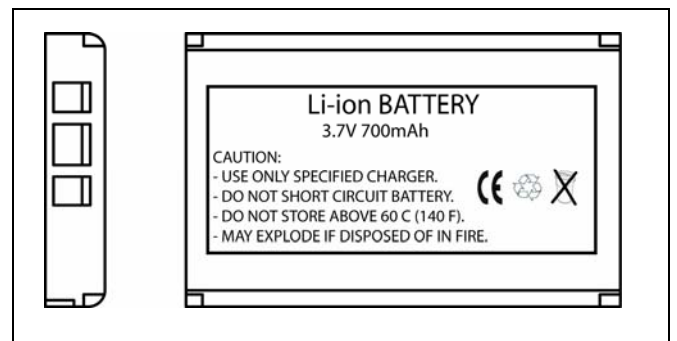 Li-ion BATTERY
3.7V 700mAh
CAUTION:
- USE ONLY SPECIFIED CHARGER.
- DO NOT SHORT CIRCUIT BATTERY.
- DO NOT STORE ABOVE 60 C (140 F).
- MAY EXPLODE IF DISPOSED OF IN FIRE.
CE